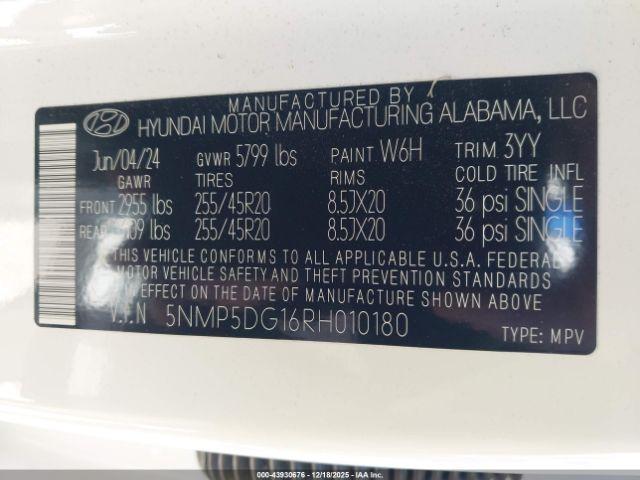 MANUFACTURED BY
HYUNDAI MOTOR MANUFACTURING ALABAMA, LLC
Jun/04/24 GVWR 5799 lbs PAINT W6H TRIM 3YY
GAWR TIRES RIMS COLD TIRE INFL
FRONT 2955 lbs 255/45R20 8.5JX20 36 psi SINGLE
REAR lbs 255/45R20 8.5JX20 36 psi SINGLE
THIS VEHICLE CONFORMS TO ALL APPLICABLE U.S.A. FEDERAL
MOTOR VEHICLE SAFETY AND THEFT PREVENTION STANDARDS
IN EFFECT ON THE DATE OF MANUFACTURE SHOWN ABOVE.
V.I.N 5NMP5DG16RH010180
TYPE: MPV
© STOCK: 43930676 - 12/18/2025 - IAA Inc.